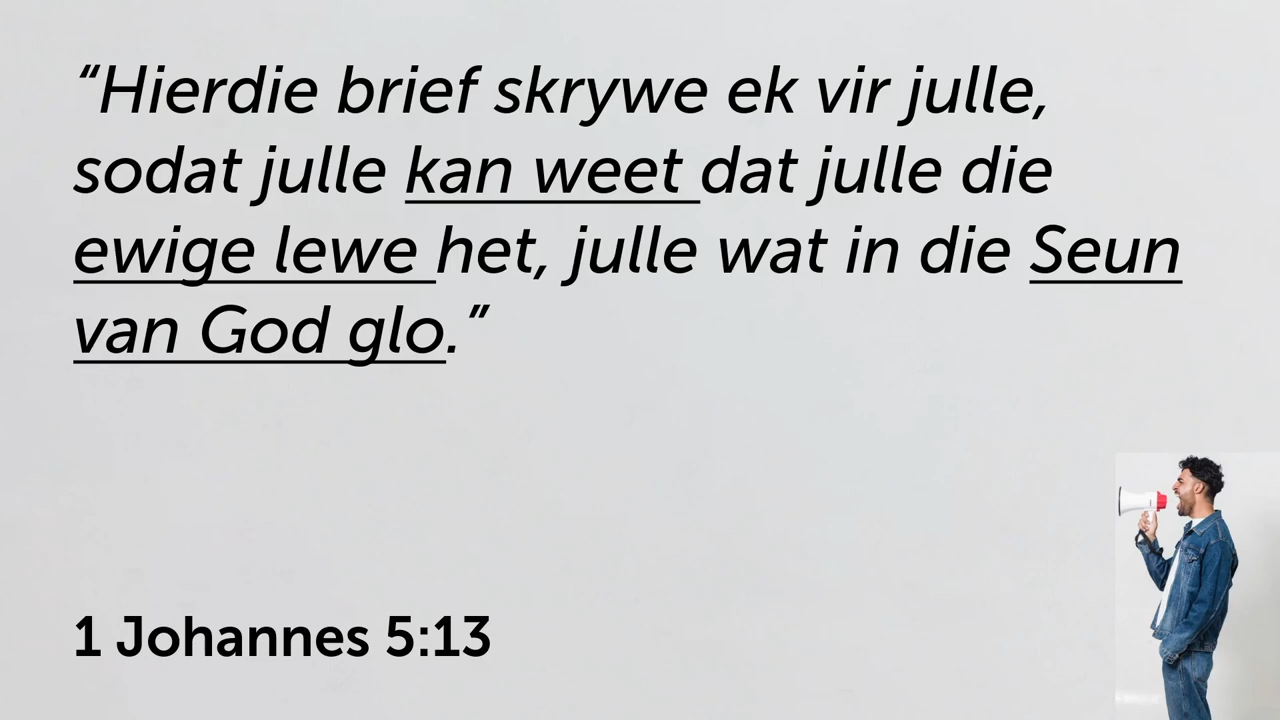 “Hierdie brief skrywe ek vir julle,
sodat julle kan weet dat julle die
ewige lewe het, julle wat in die Seun
van God glo.”
1 Johannes 5:13